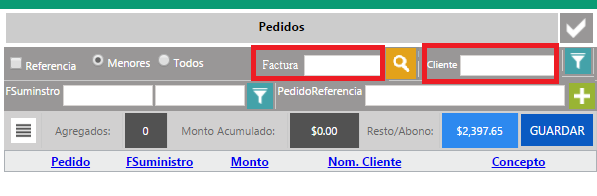 Pedidos
Referencia Menores Todos Factura Cliente
FSuminstro PedidoReferencia
Agregados: 0 Monto Acumulado: $0.00 Resto/Abono: $2,397.65 GUARDAR
Pedido FSuministro Monto Nom. Cliente Concepto